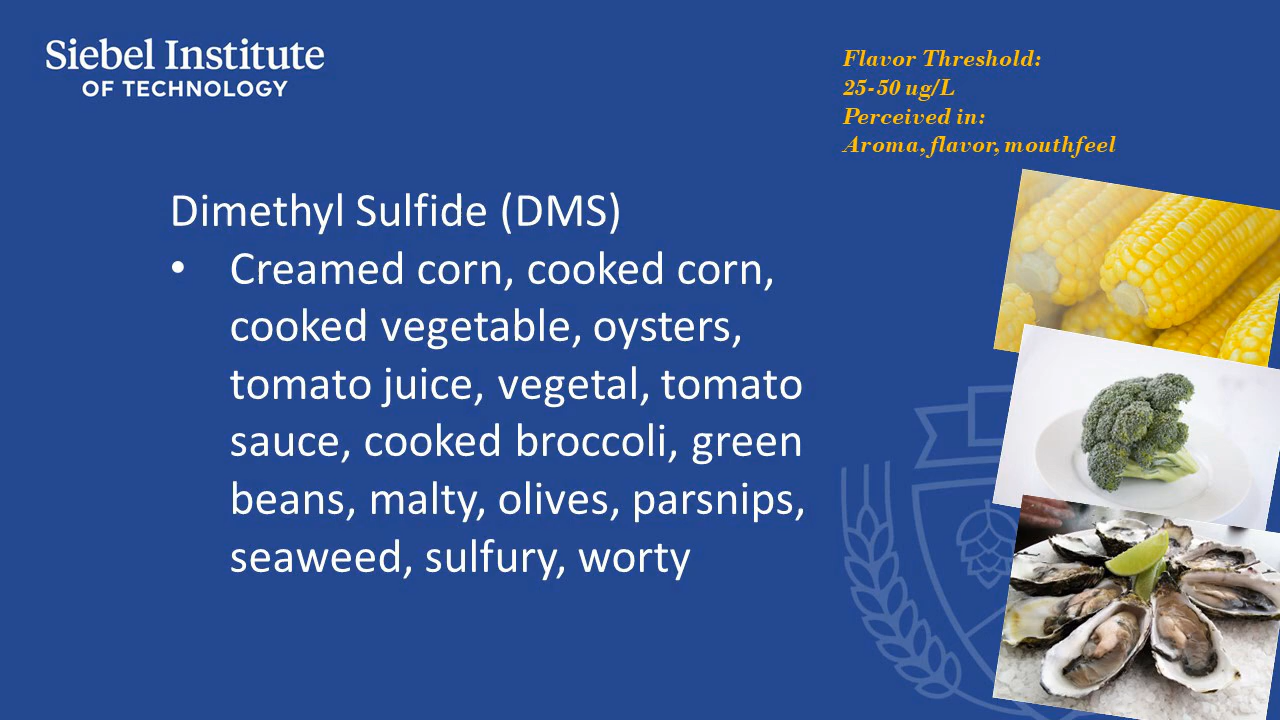 Siebel Institute
OF TECHNOLOGY
Flavor Threshold:
25-50 ug/L
Perceived in:
Aroma, flavor, mouthfeel
Dimethyl Sulfide (DMS)
• Creamed corn, cooked corn,
cooked vegetable, oysters,
tomato juice, vegetal, tomato
sauce, cooked broccoli, green
beans, malty, olives, parsnips,
seaweed, sulfury, worty